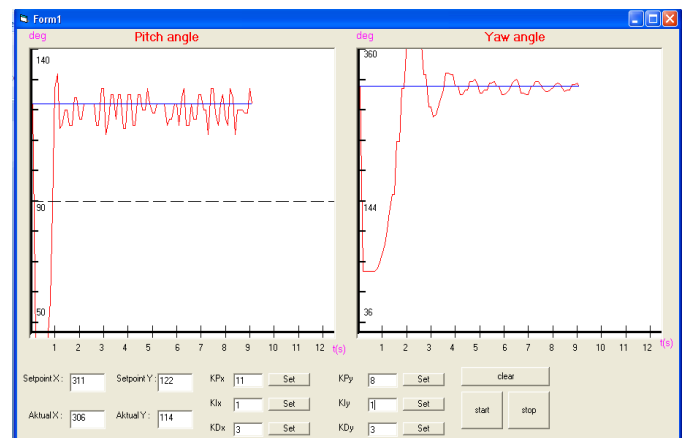 Form1
deg Pitch angle
140
90
50
1 2 3 4 5 6 7 8 9 10 11 12 t(s)
deg Yaw angle
360
144
36
1 2 3 4 5 6 7 8 9 10 11 12 t(s)
Setpoint X : 311 Setpoint Y : 122 KPx 11 Set KPy 8 Set clear
KIx 1 Set KIy 1 Set start stop
Aktual X : 306 Aktual Y : 114
KDx 3 Set KDy 3 Set